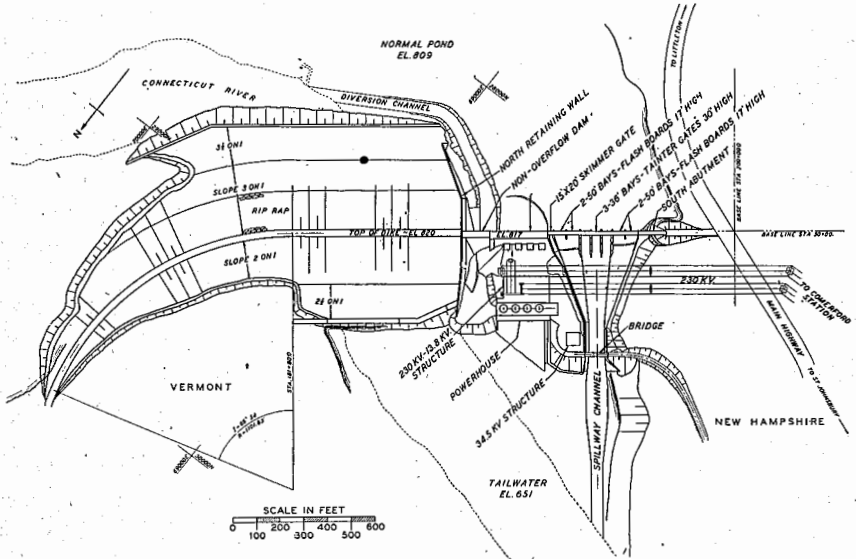 NORMAL POND
EL. 809
CONNECTICUT RIVER
DIVERSION CHANNEL
N
NORTH RETAINING WALL
NON-OVERFLOW DAM
15'X20' SKIMMER GATE
2-50' BAYS-FLASH BOARDS 17' HIGH
3-36' BAYS-TAINTER GATES 30' HIGH
2-50' BAYS-FLASH BOARDS 17' HIGH
SOUTH ABUTMENT
TO LITTLETON
BASE LINE STA
BASE LINE STA 50+00
SLOPE 3 ON 1
RIP RAP
TOP OF DIKE-EL 820
EL.817
SLOPE 2 ON 1
2½ ON 1
230 KV.
TO COMERFORD
STATION
MAIN HIGHWAY
TO ST. JOHNSBURY
BRIDGE
230 KV-13.8 KV
STRUCTURE
POWERHOUSE
34.5 KV STRUCTURE
SPILLWAY CHANNEL
VERMONT
NEW HAMPSHIRE
TAILWATER
EL. 651
SCALE IN FEET
0 100 200 300 400 500 600